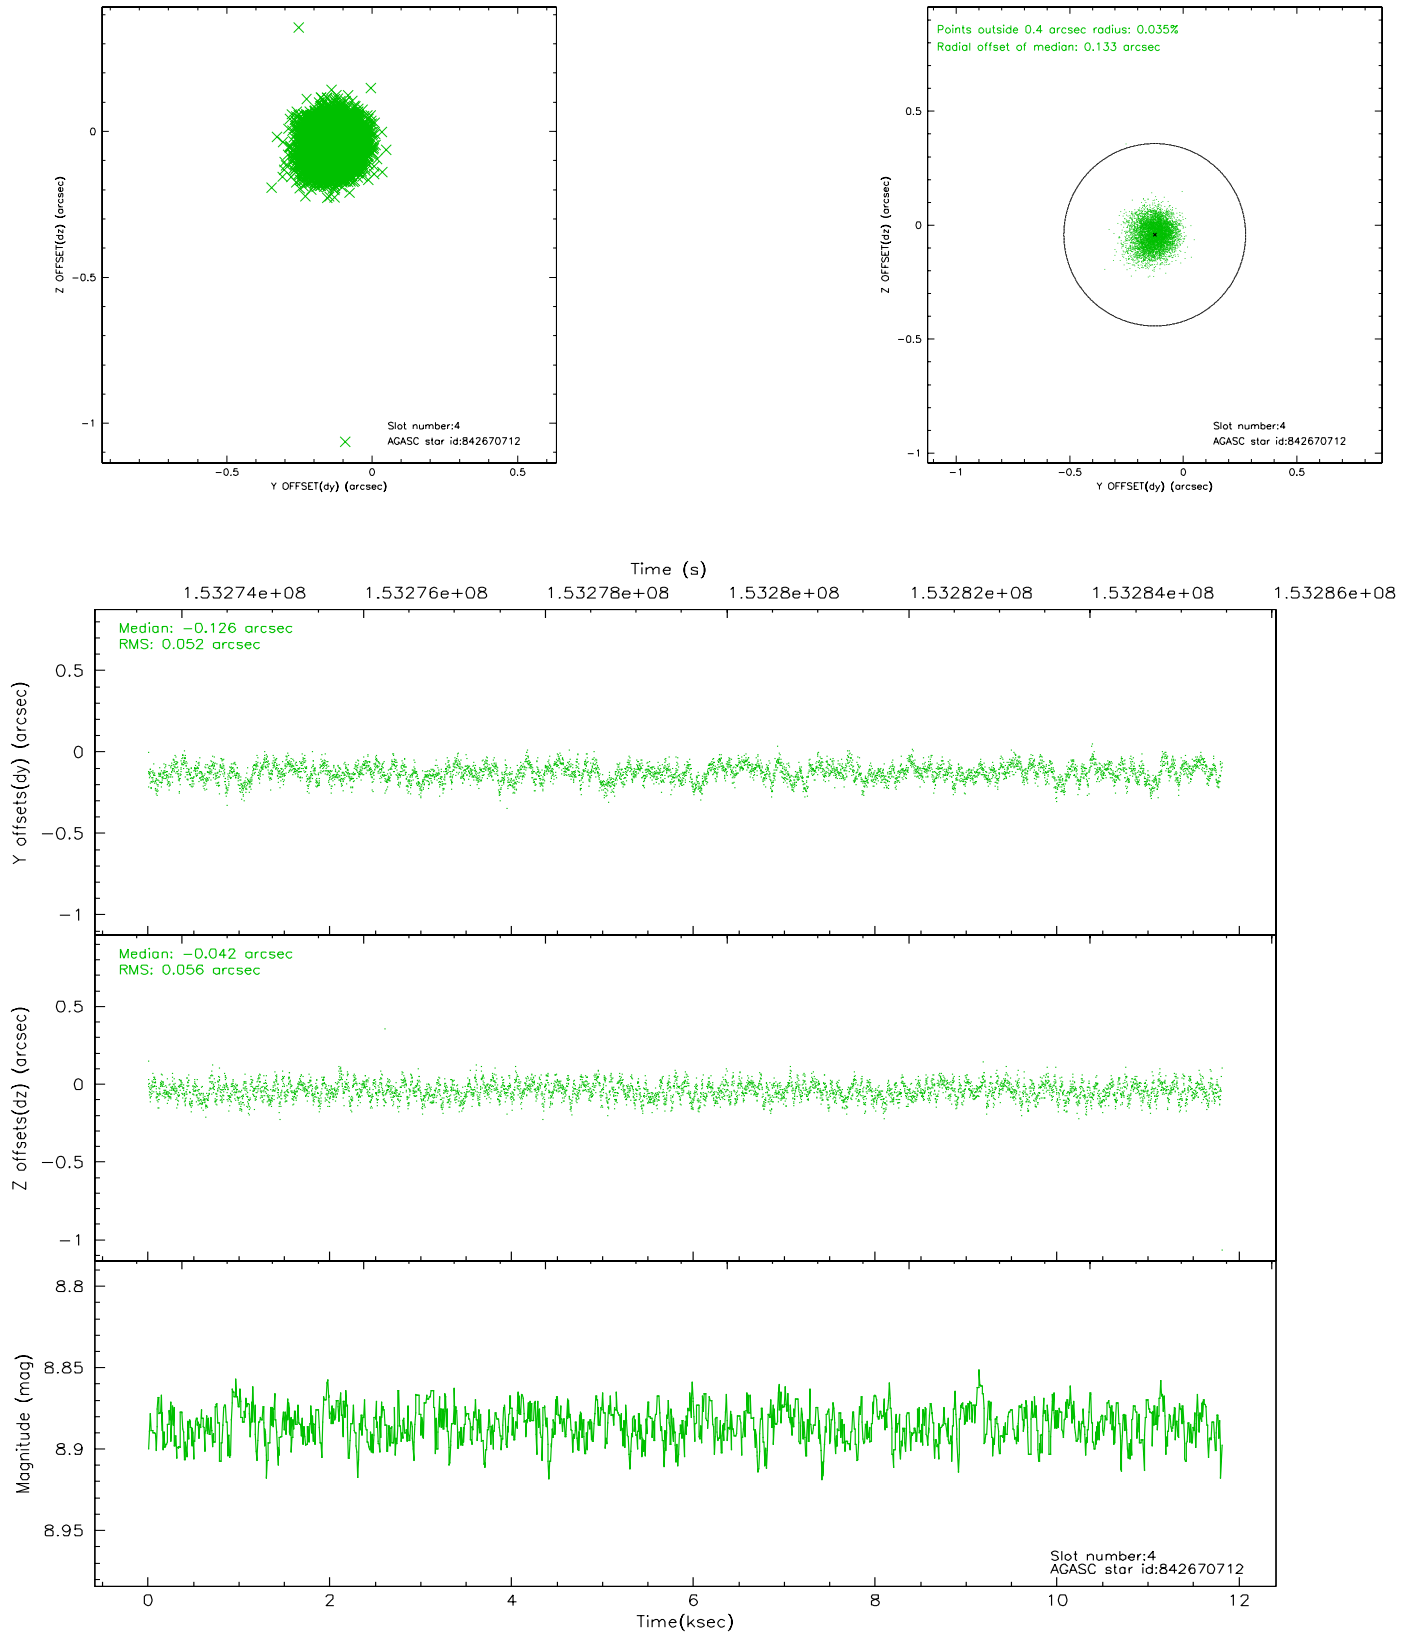 0
-0.5
-1
-0.5
0
0.5
Z OFFSET(dz) (arcsec)
Y OFFSET(dy) (arcsec)
Slot number:4
AGASC star id:842670712
Points outside 0.4 arcsec radius: 0.035%
Radial offset of median: 0.133 arcsec
0.5
0
-0.5
-1
-1
-0.5
0
0.5
Z OFFSET(dz) (arcsec)
Y OFFSET(dy) (arcsec)
Slot number:4
AGASC star id:842670712
Time (s)
1.53274e+08
1.53276e+08
1.53278e+08
1.5328e+08
1.53282e+08
1.53284e+08
1.53286e+08
Median: -0.126 arcsec
RMS: 0.052 arcsec
0.5
0
-0.5
-1
Y offsets(dy) (arcsec)
Median: -0.042 arcsec
RMS: 0.056 arcsec
0.5
0
-0.5
-1
Z offsets(dz) (arcsec)
8.8
8.85
8.9
8.95
Magnitude (mag)
Slot number:4
AGASC star id:842670712
0
2
4
6
8
10
12
Time(ksec)